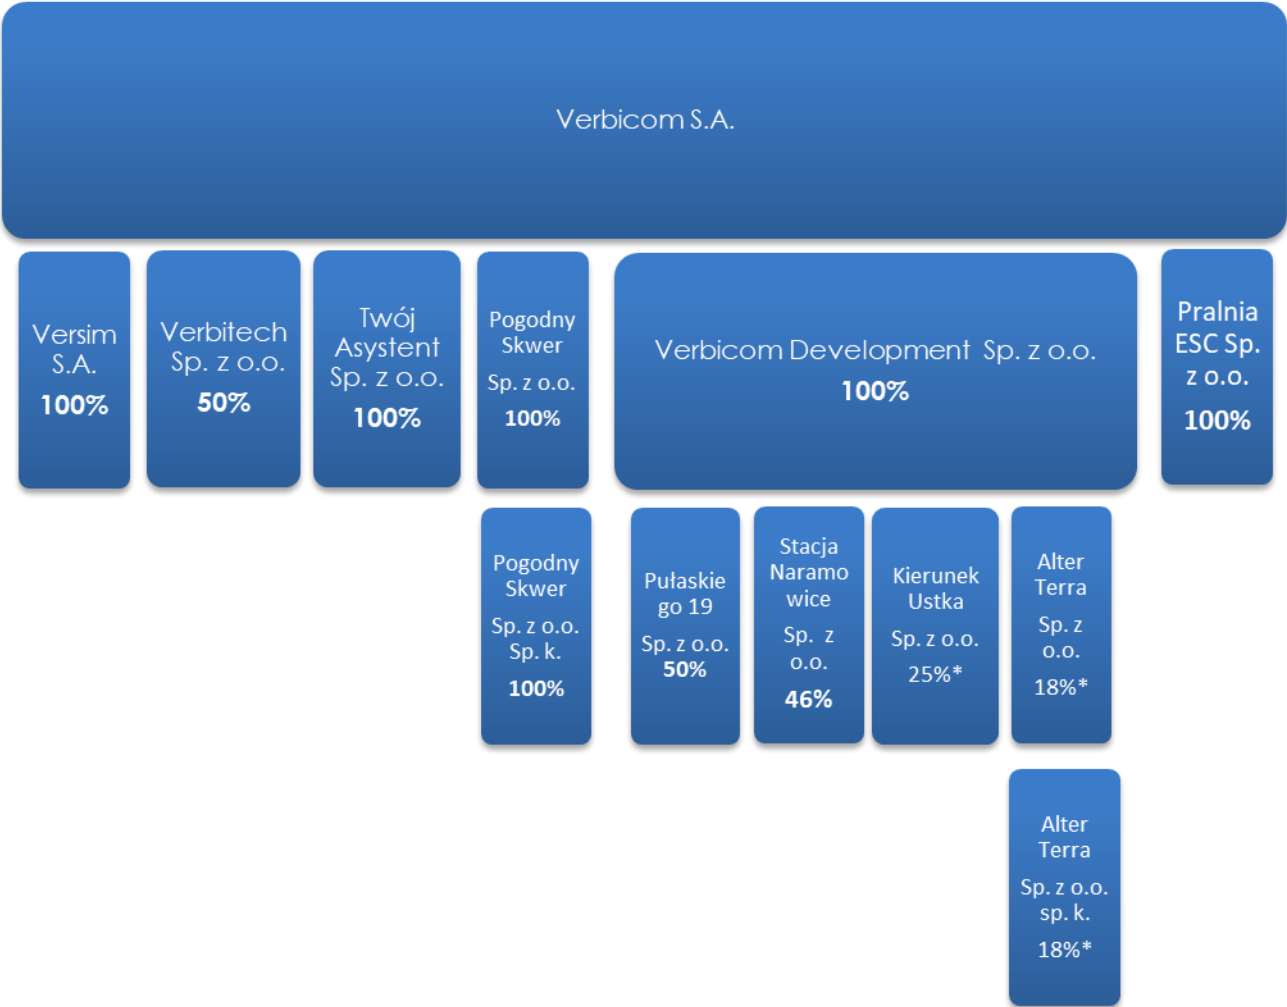 Verbicom S.A.
Versim
S.A.
100%
Verbitech
Sp. z o.o.
50%
Twój
Asystent
Sp. z o.o.
100%
Pogodny
Skwer
Sp. z o.o.
100%
Verbicom Development Sp. z o.o.
100%
Pralnia
ESC Sp.
z o.o.
100%
Pogodny
Skwer
Sp. z o.o.
Sp. k.
100%
Pułaskie
go 19
Sp. z o.o.
50%
Stacja
Naramo
wice
Sp. z
o.o.
46%
Kierunek
Ustka
Sp. z o.o.
25%*
Alter
Terra
Sp. z
o.o.
18%*
Alter
Terra
Sp. z o.o.
sp. k.
18%*